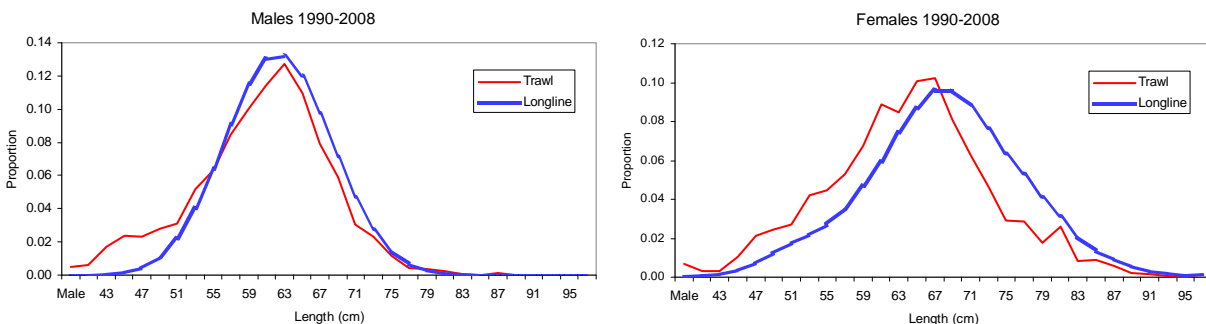 Males 1990-2008
0.14
0.12
0.10
0.08
0.06
0.04
0.02
0.00
Proportion
Trawl
Longline
Male 43 47 51 55 59 63 67 71 75 79 83 87 91 95
Length (cm)
Females 1990-2008
0.12
0.10
0.08
0.06
0.04
0.02
0.00
Proportion
Trawl
Longline
Male 43 47 51 55 59 63 67 71 75 79 83 87 91 95
Length (cm)